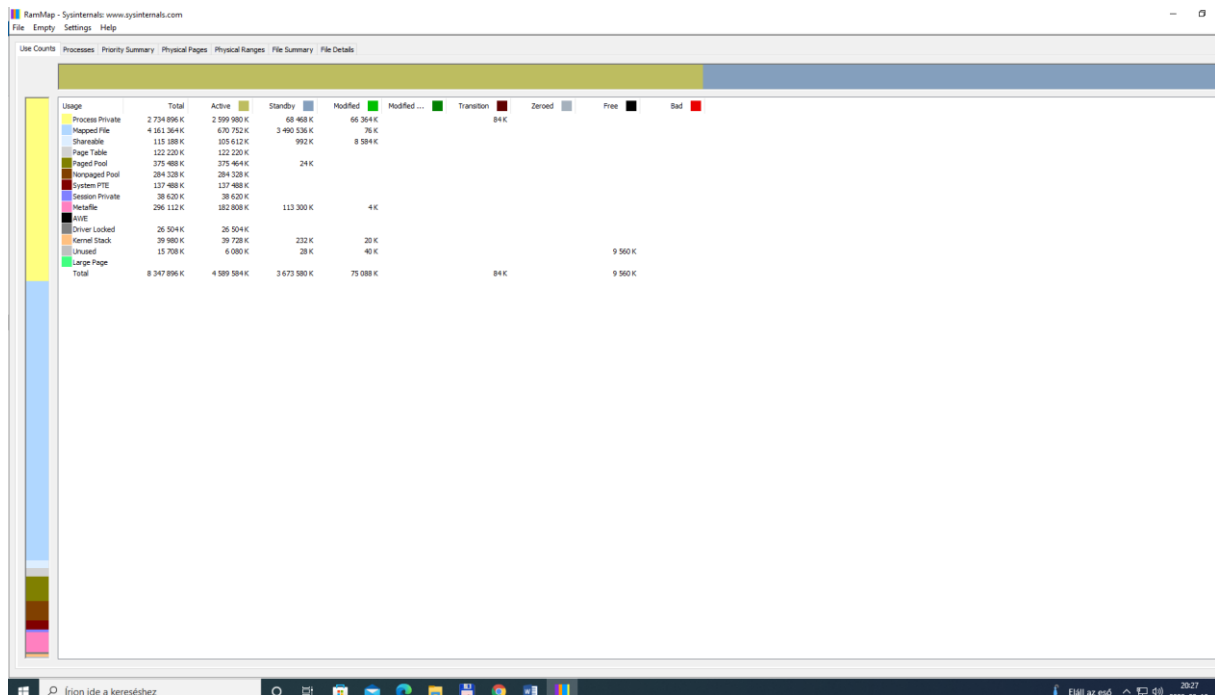 RamMap - Sysinternals: www.sysinternals.com
File Empty Settings Help
Use Counts Processes Priority Summary Physical Pages Physical Ranges File Summary File Details
Usage Total Active Standby Modified Modified ... Transition Zeroed Free Bad
Process Private 2 734 896 K 2 599 980 K 68 468 K 66 364 K 84 K
Mapped File 4 161 364 K 670 752 K 3 490 536 K 76 K
Shareable 115 188 K 105 612 K 992 K 8 584 K
Page Table 122 220 K 122 220 K
Paged Pool 375 488 K 375 464 K 24 K
Nonpaged Pool 284 328 K 284 328 K
System PTE 137 488 K 137 488 K
Session Private 38 620 K 38 620 K
Metafile 296 112 K 182 808 K 113 300 K 4 K
AWE
Driver Locked 26 504 K 26 504 K
Kernel Stack 39 980 K 39 728 K 232 K 20 K
Unused 15 708 K 6 080 K 28 K 40 K 9 560 K
Large Page
Total 8 347 896 K 4 589 584 K 3 673 580 K 75 088 K 84 K 9 560 K
Írjon ide a kereséshez
Eláll az eső 20:27